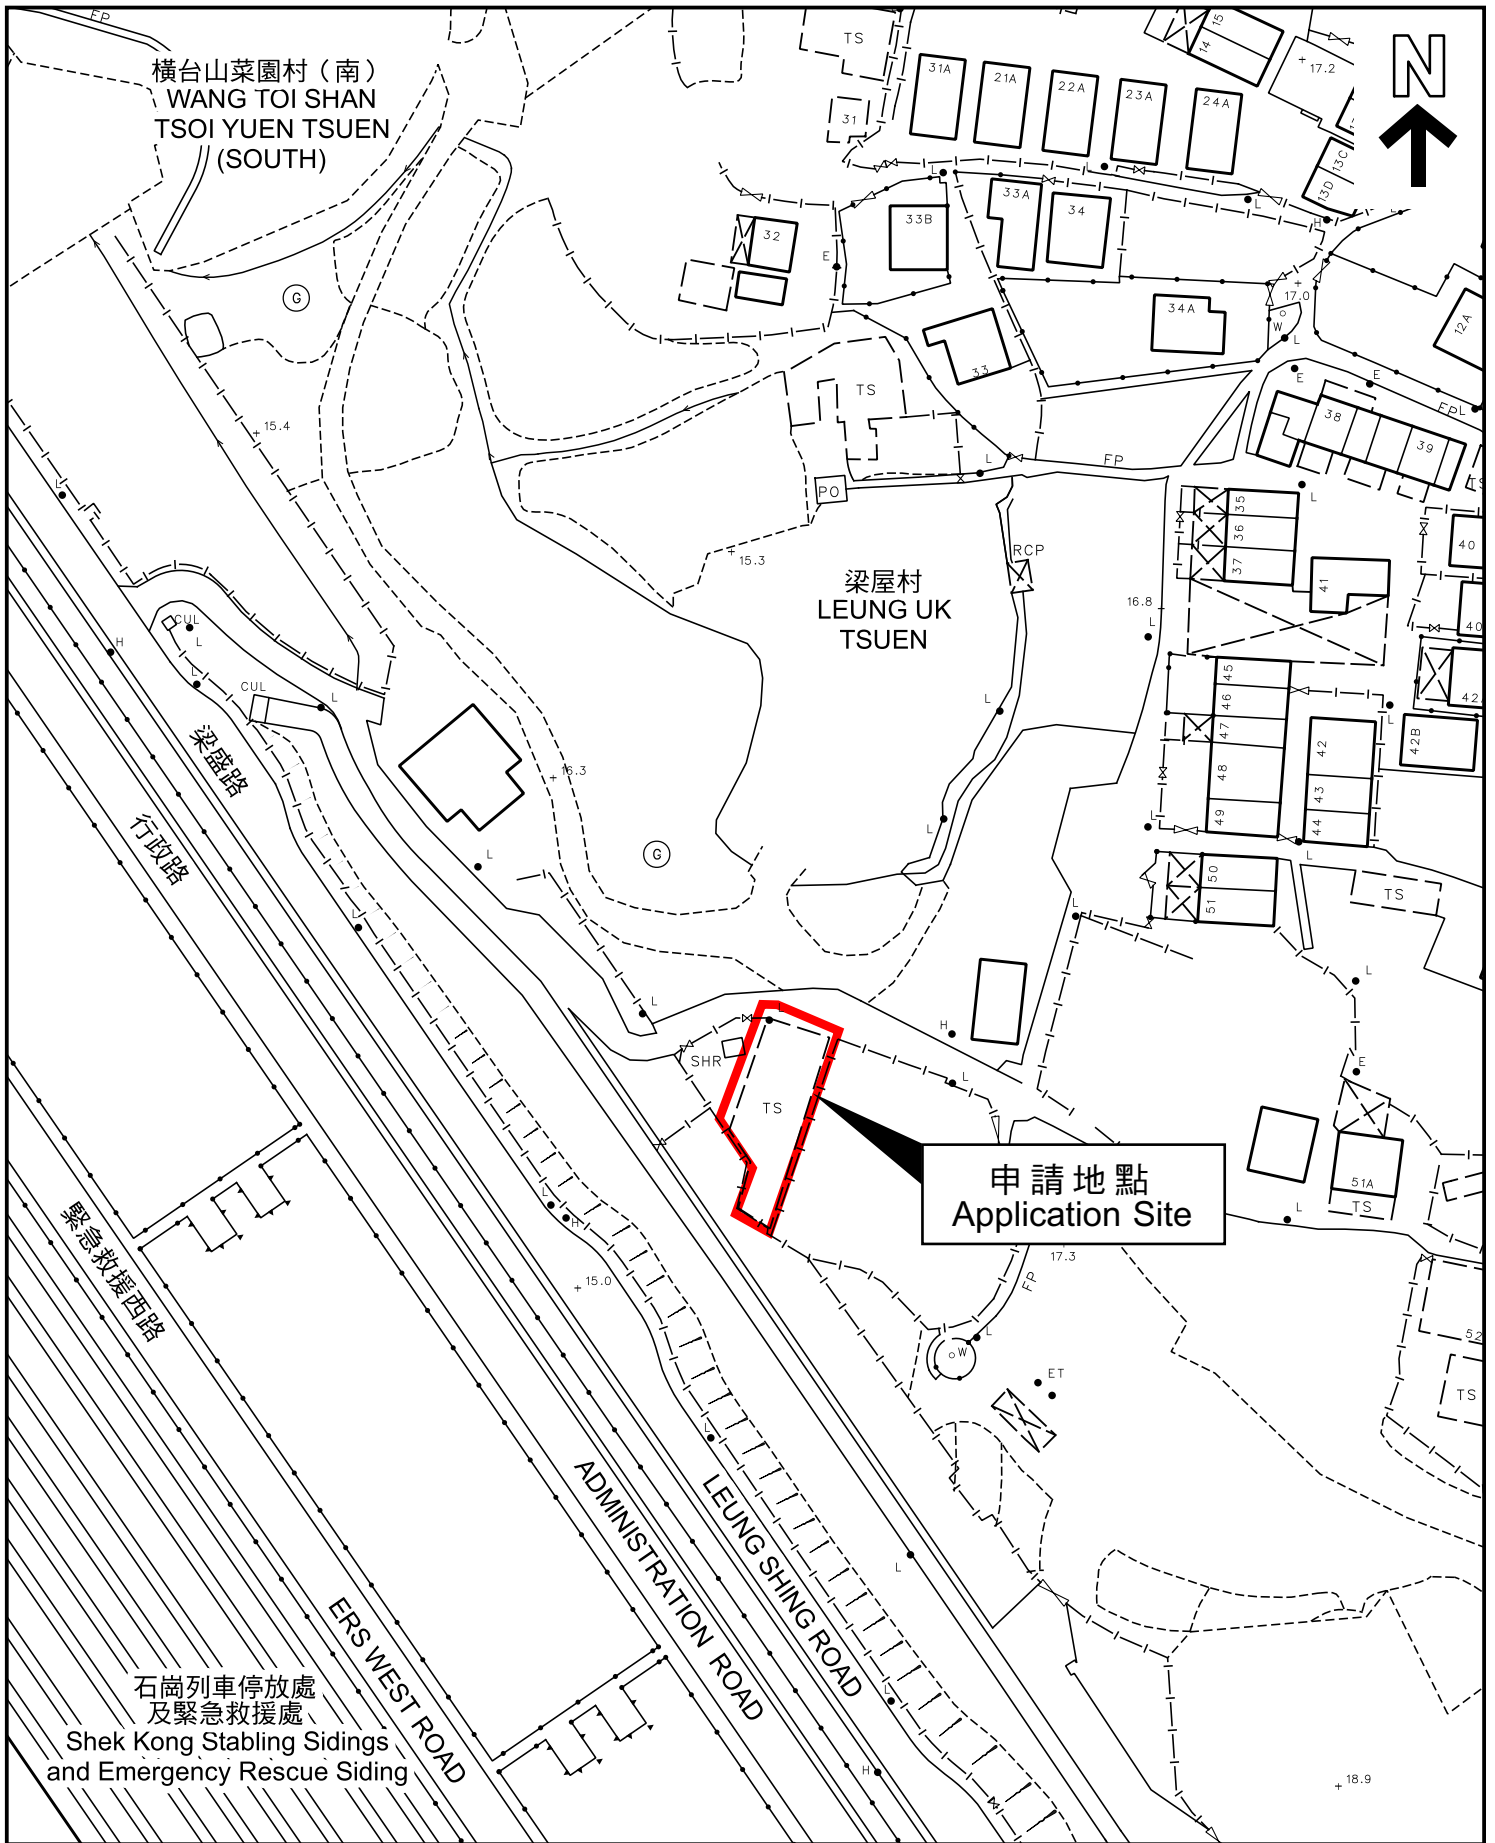 FP
橫台山菜園村（南）
WANG TOI SHAN
TSOI YUEN TSUEN
(SOUTH)
N
TS
31A
21A
22A
23A
24A
14
15
17.2
13C
13D
31
33A
34
33B
32
E
L
H
G
17.0
W
34A
33
12A
TS
15.4
E
E
FP
L
38
39
FP
PO
35
36
37
40
41
15.3
RCP
梁屋村
LEUNG UK
TSUEN
16.8
L
CUL
L
H
CUL
L
45
46
47
48
49
42
43
44
42B
梁盛路
行政路
16.3
G
L
50
51
TS
L
H
SHR
TS
申請地點
Application Site
E
51A
TS
L
緊急救援西路
15.0
17.3
FP
W
L
ET
52
TS
ADMINISTRATION ROAD
LEUNG SHING ROAD
ERS WEST ROAD
石崗列車停放處
及緊急救援處
Shek Kong Stabling Sidings
and Emergency Rescue Siding
H
L
18.9